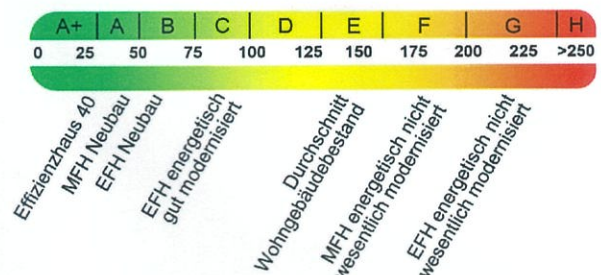 A+ A B C D E F G H
0 25 50 75 100 125 150 175 200 225 >250
Effizienzhaus 40
MFH Neubau
EFH Neubau
EFH energetisch
gut modernisiert
Durchschnitt
Wohngebäudebestand
MFH energetisch nicht
wesentlich modernisiert
EFH energetisch nicht
wesentlich modernisiert